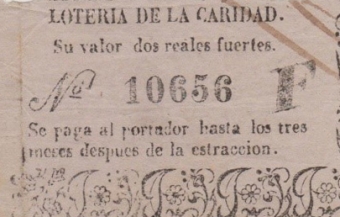 LOTERIA DE LA CARIDAD.
Su valor dos reales fuertes.
Nº 10656 F
Se paga al portador hasta los tres
meses despues de la estraccion.